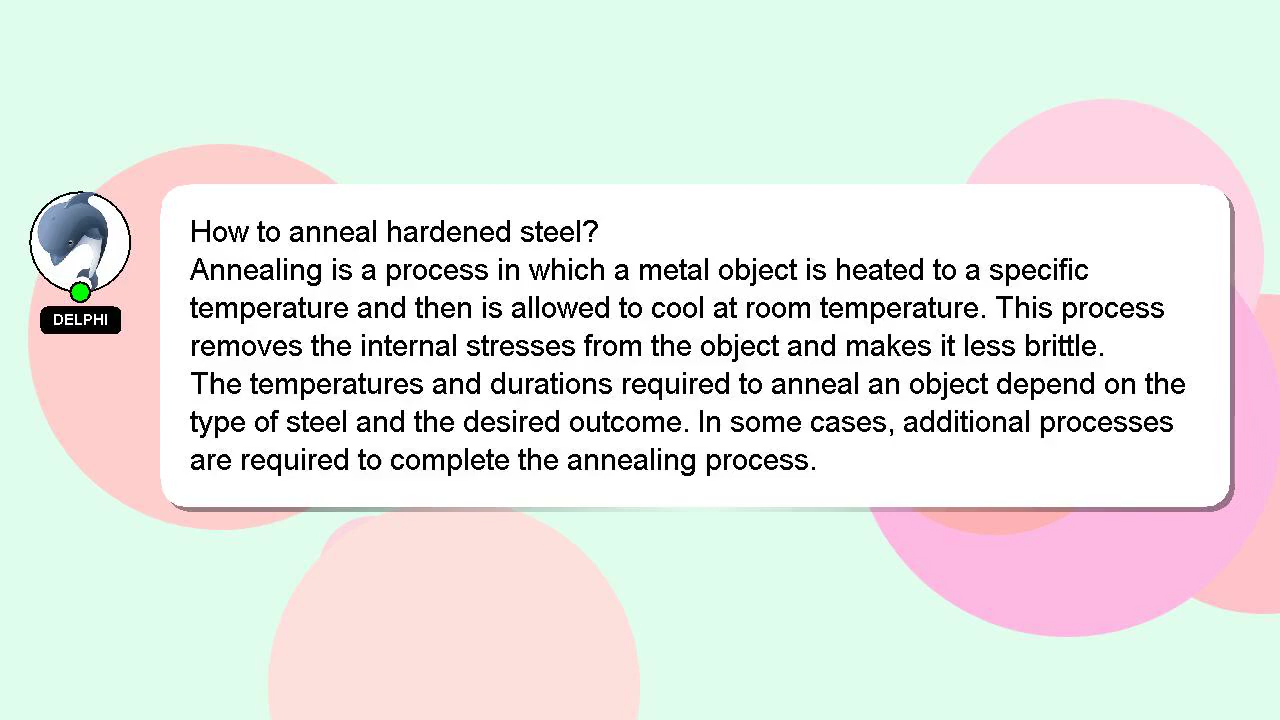 How to anneal hardened steel?
Annealing is a process in which a metal object is heated to a specific
temperature and then is allowed to cool at room temperature. This process
removes the internal stresses from the object and makes it less brittle.
The temperatures and durations required to anneal an object depend on the
type of steel and the desired outcome. In some cases, additional processes
are required to complete the annealing process.
DELPHI